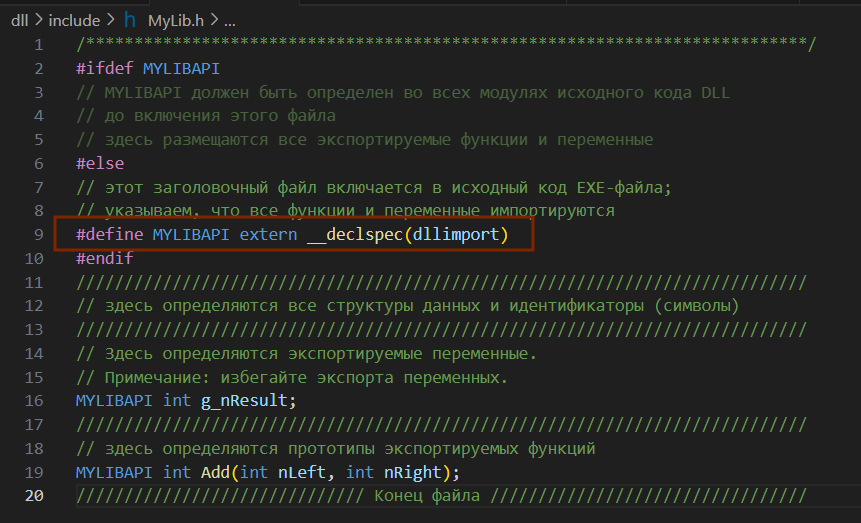 dll > include > h MyLib.h > ...
1 /***************************************************************************/
2 #ifdef MYLIBAPI
3 // MYLIBAPI должен быть определен во всех модулях исходного кода DLL
4 // до включения этого файла
5 // здесь размещаются все экспортируемые функции и переменные
6 #else
7 // этот заголовочный файл включается в исходный код EXE-файла;
8 // указываем, что все функции и переменные импортируются
9 #define MYLIBAPI extern __declspec(dllimport)
10 #endif
11 ////////////////////////////////////////////////////////////////////////////
12 // здесь определяются все структуры данных и идентификаторы (символы)
13 ////////////////////////////////////////////////////////////////////////////
14 // Здесь определяются экспортируемые переменные.
15 // Примечание: избегайте экспорта переменных.
16 MYLIBAPI int g_nResult;
17 ////////////////////////////////////////////////////////////////////////////
18 // здесь определяются прототипы экспортируемых функций
19 MYLIBAPI int Add(int nLeft, int nRight);
20 ////////////////////////////// Конец файла /////////////////////////////////